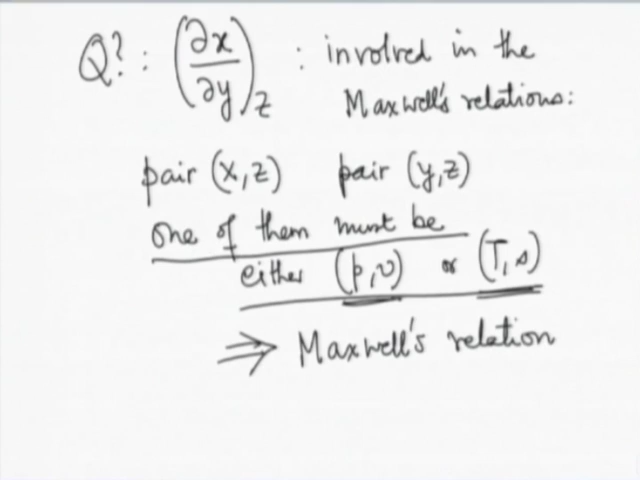 Q? : (∂x/∂y)_z : involved in the
Maxwell's relations:
pair (x,z) pair (y,z)
one of them must be
either (p,v) or (T,s)
⇒ Maxwell's relation